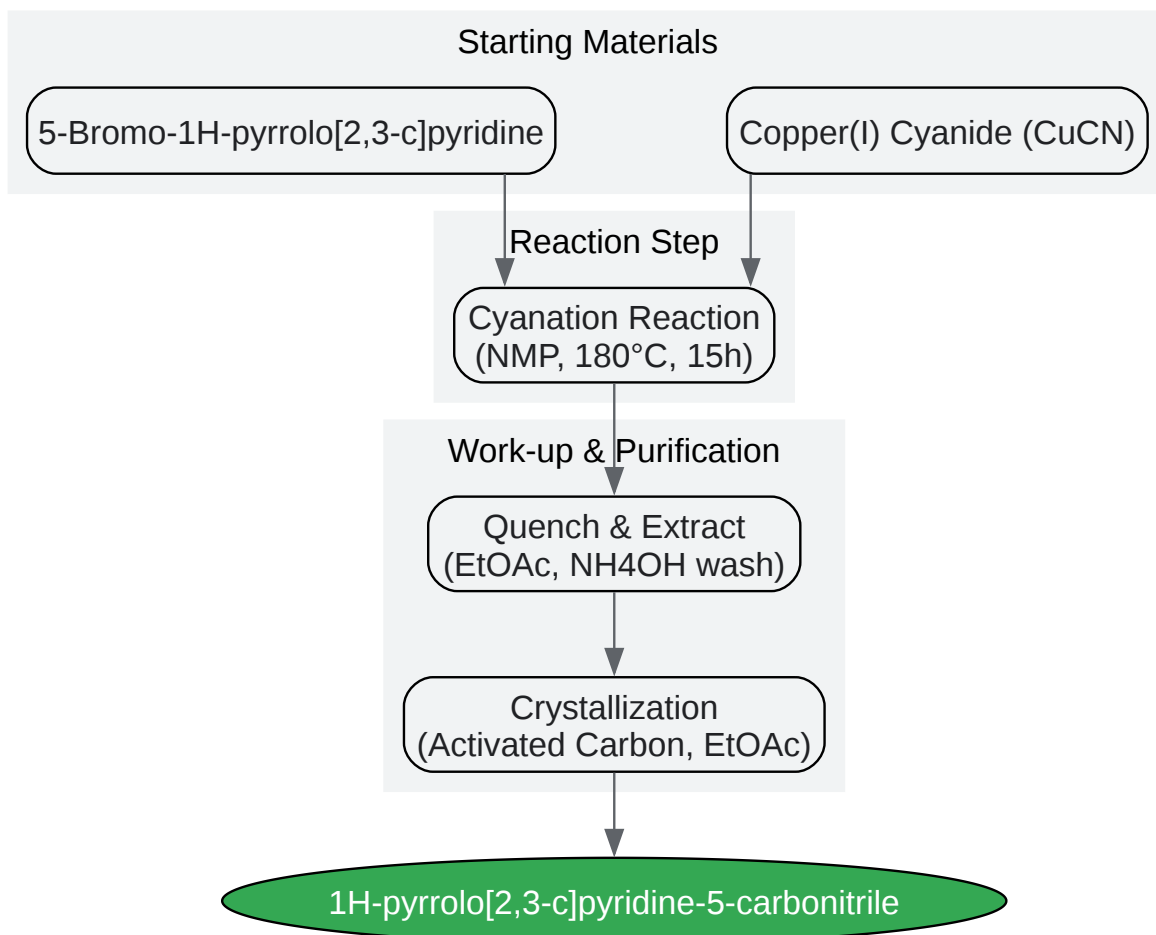 Starting Materials
5-Bromo-1H-pyrrolo[2,3-c]pyridine
Copper(I) Cyanide (CuCN)
Reaction Step
Cyanation Reaction
(NMP, 180°C, 15h)
Work-up & Purification
Quench & Extract
(EtOAc, NH4OH wash)
Crystallization
(Activated Carbon, EtOAc)
1H-pyrrolo[2,3-c]pyridine-5-carbonitrile